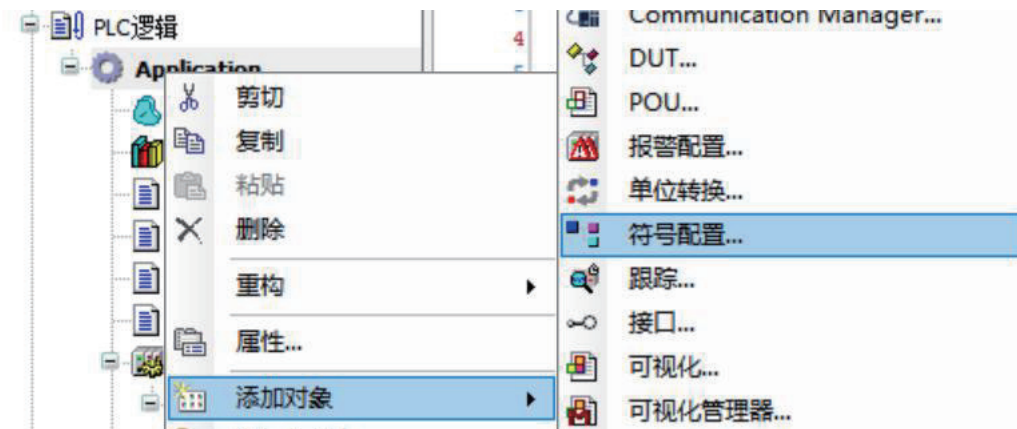 PLC逻辑
Application
4
剪切
复制
粘贴
删除
重构
属性...
添加对象
Communication Manager...
DUT...
POU...
报警配置...
单位转换...
符号配置...
跟踪...
接口...
可视化...
可视化管理器...